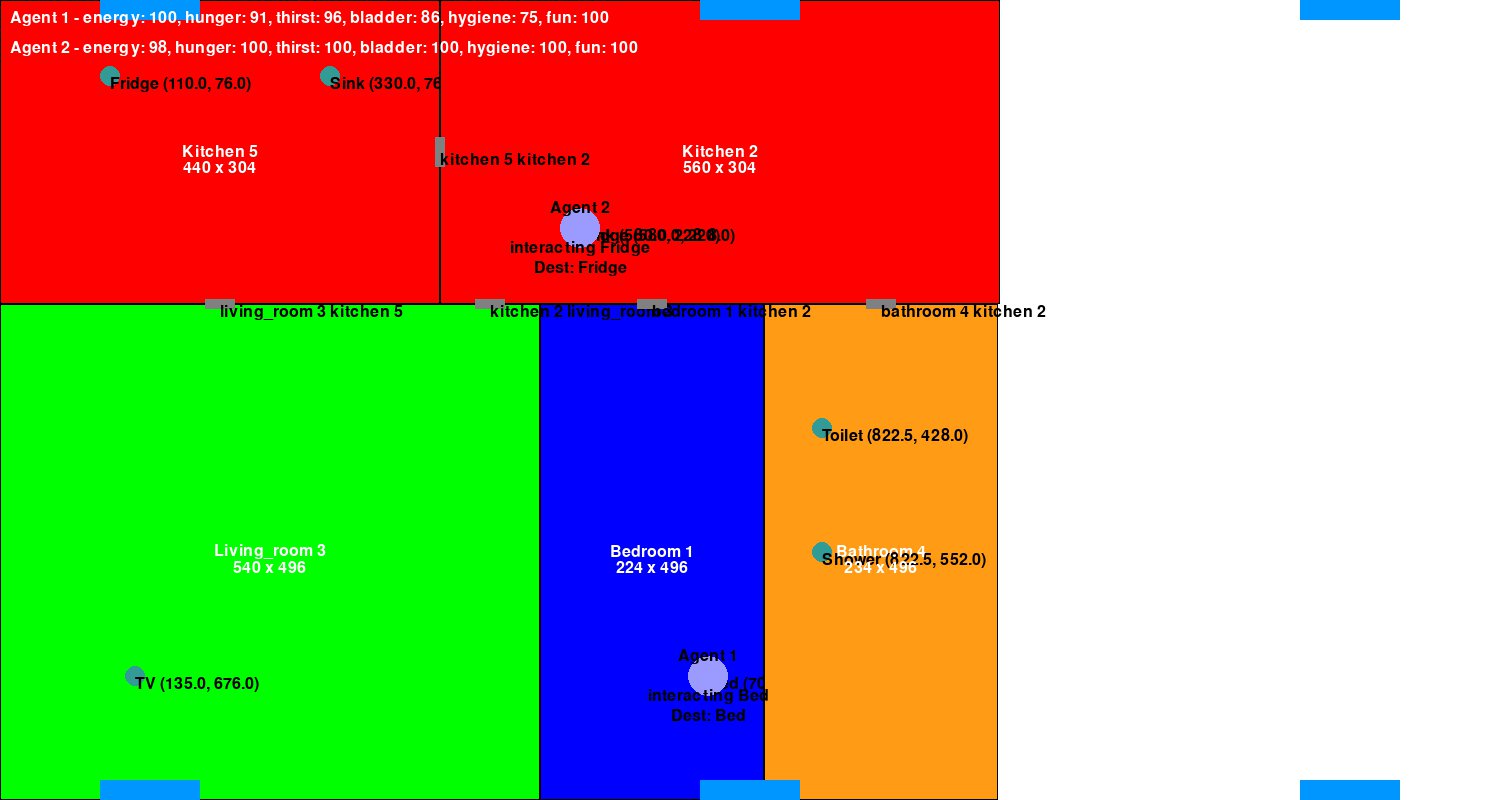 Agent 1 - energy: 100, hunger: 91, thirst: 96, bladder: 86, hygiene: 75, fun: 100
Agent 2 - energy: 98, hunger: 100, thirst: 100, bladder: 100, hygiene: 100, fun: 100
Fridge (110.0, 76.0)
Sink (330.0, 76
Kitchen 5
440 x 304
kitchen 5 kitchen 2
Kitchen 2
560 x 304
Agent 2
interacting Fridge
Dest: Fridge
living_room 3 kitchen 5
kitchen 2 living_room 3
bedroom 1 kitchen 2
bathroom 4 kitchen 2
Toilet (822.5, 428.0)
Living_room 3
540 x 496
Bedroom 1
224 x 496
Bathroom 4
Shower (822.5, 552.0)
234 x 496
Agent 1
TV (135.0, 676.0)
interacting Bed
Dest: Bed